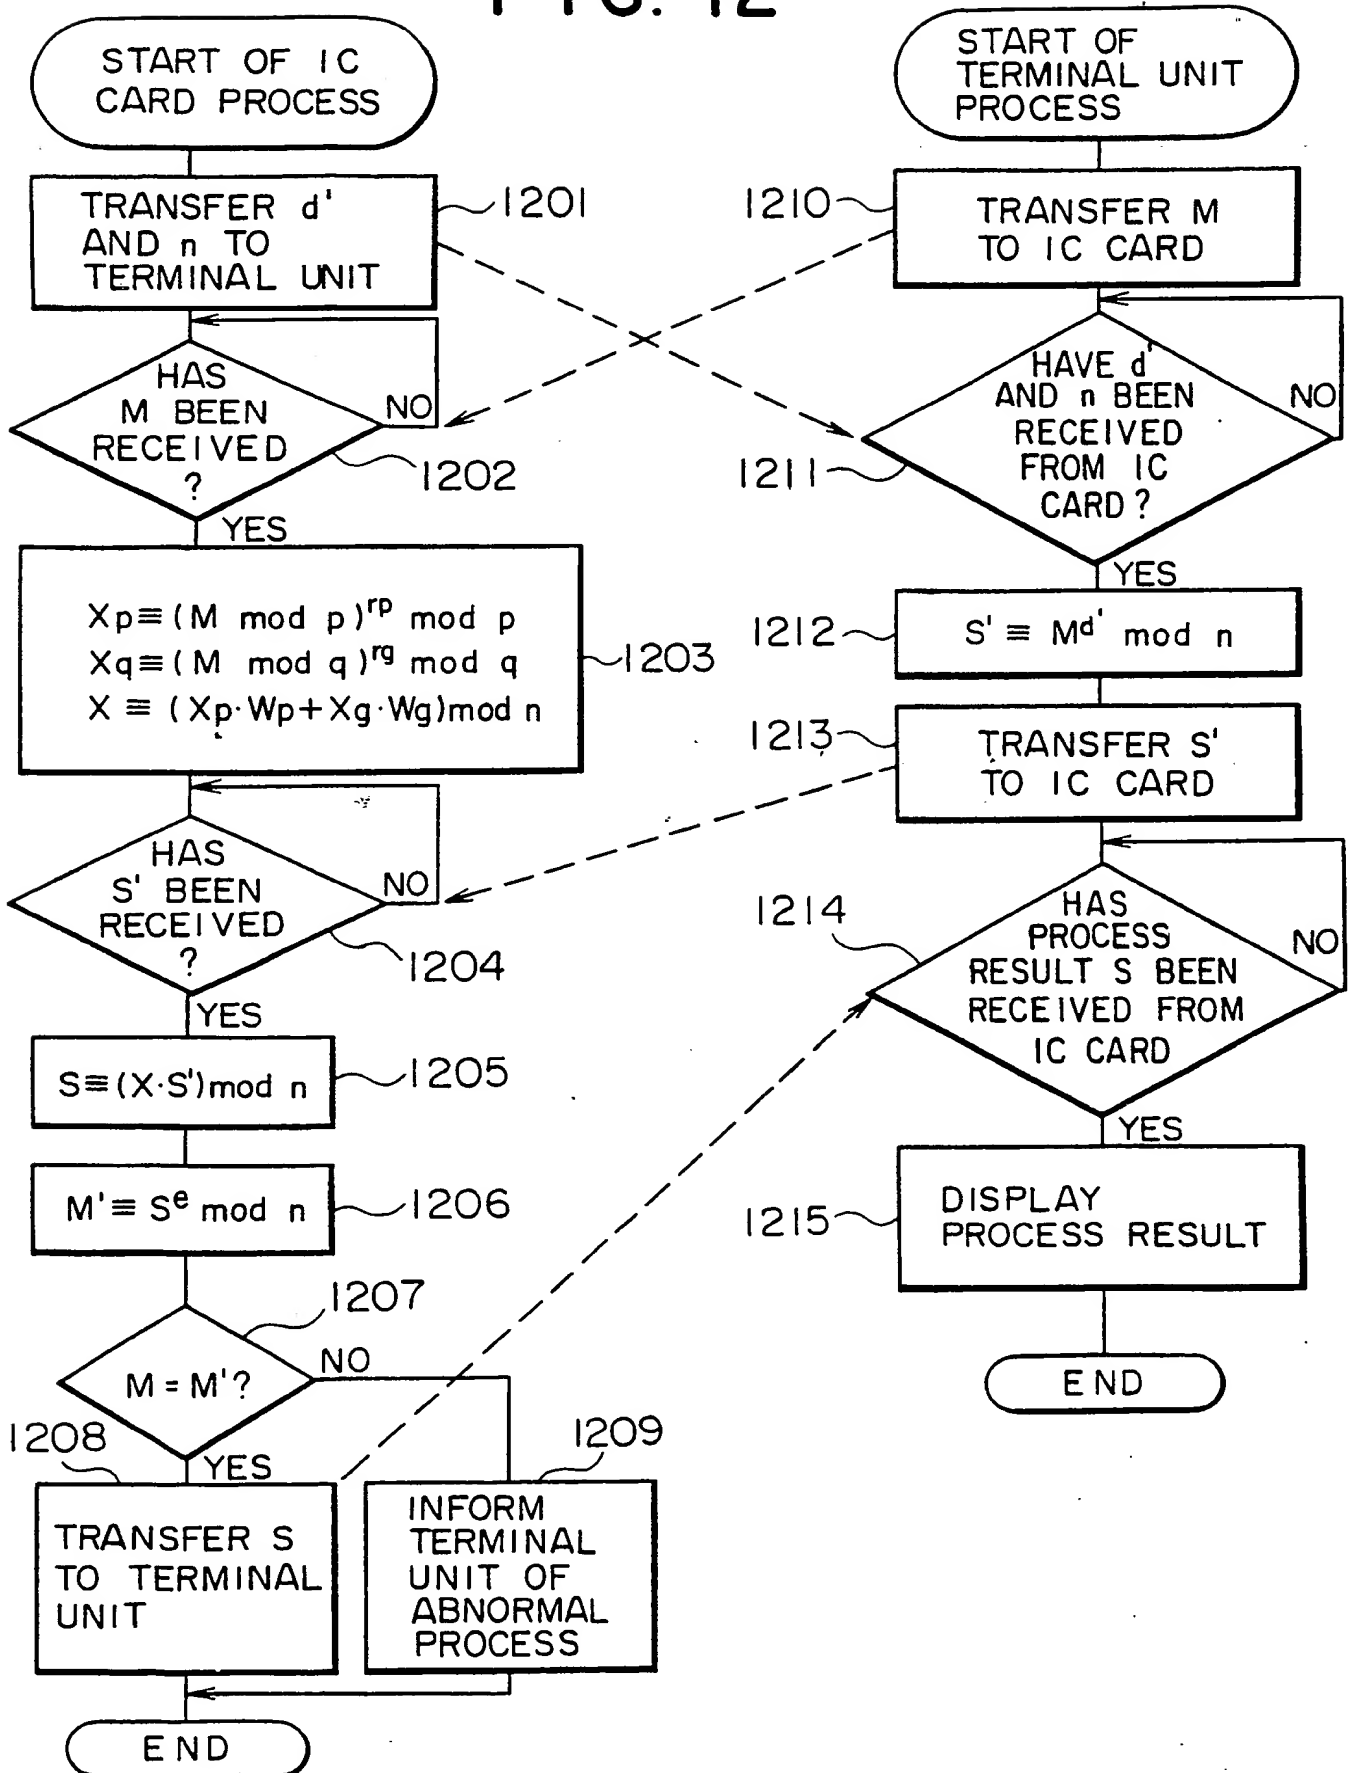 FIG. 12
START OF IC
CARD PROCESS
TRANSFER d'
AND n TO
TERMINAL UNIT
1201
HAS
M BEEN
RECEIVED
?
NO
1202
YES
Xp≡(M mod p)^rp mod p
Xq≡(M mod q)^rg mod q
X ≡ (Xp·Wp+Xg·Wg)mod n
1203
HAS
S' BEEN
RECEIVED
?
NO
1204
YES
S≡(X·S')mod n
1205
M'≡ S^e mod n
1206
1207
M = M'?
NO
1208
YES
TRANSFER S
TO TERMINAL
UNIT
1209
INFORM
TERMINAL
UNIT OF
ABNORMAL
PROCESS
END
START OF
TERMINAL UNIT
PROCESS
1210
TRANSFER M
TO IC CARD
HAVE d'
AND n BEEN
RECEIVED
FROM IC
CARD?
NO
1211
YES
1212
S' ≡ M^d' mod n
1213
TRANSFER S'
TO IC CARD
1214
HAS
PROCESS
RESULT S BEEN
RECEIVED FROM
IC CARD
NO
YES
1215
DISPLAY
PROCESS RESULT
END